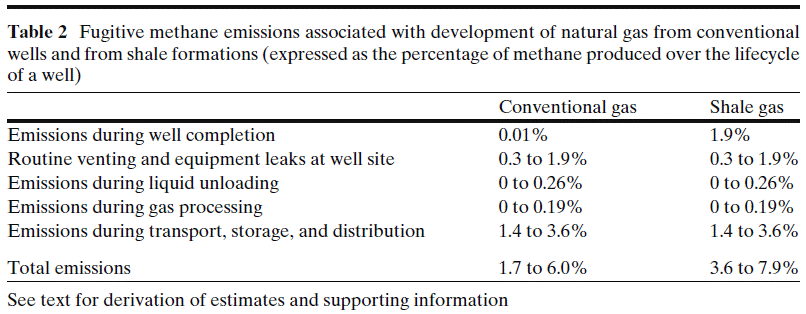 Table 2 Fugitive methane emissions associated with development of natural gas from conventional
wells and from shale formations (expressed as the percentage of methane produced over the lifecycle
of a well)
Conventional gas Shale gas
Emissions during well completion 0.01% 1.9%
Routine venting and equipment leaks at well site 0.3 to 1.9% 0.3 to 1.9%
Emissions during liquid unloading 0 to 0.26% 0 to 0.26%
Emissions during gas processing 0 to 0.19% 0 to 0.19%
Emissions during transport, storage, and distribution 1.4 to 3.6% 1.4 to 3.6%
Total emissions 1.7 to 6.0% 3.6 to 7.9%
See text for derivation of estimates and supporting information